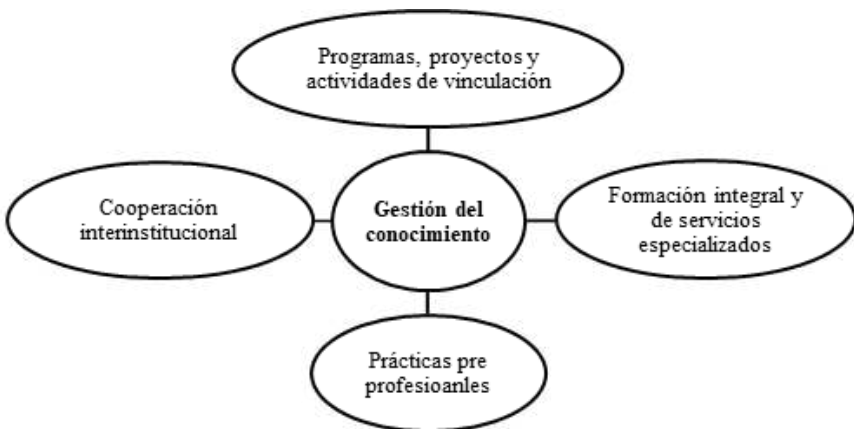 Programas, proyectos y
actividades de vinculación
Cooperación
interinstitucional
Gestión del
conocimiento
Formación integral y
de servicios
especializados
Prácticas pre
profesioanles